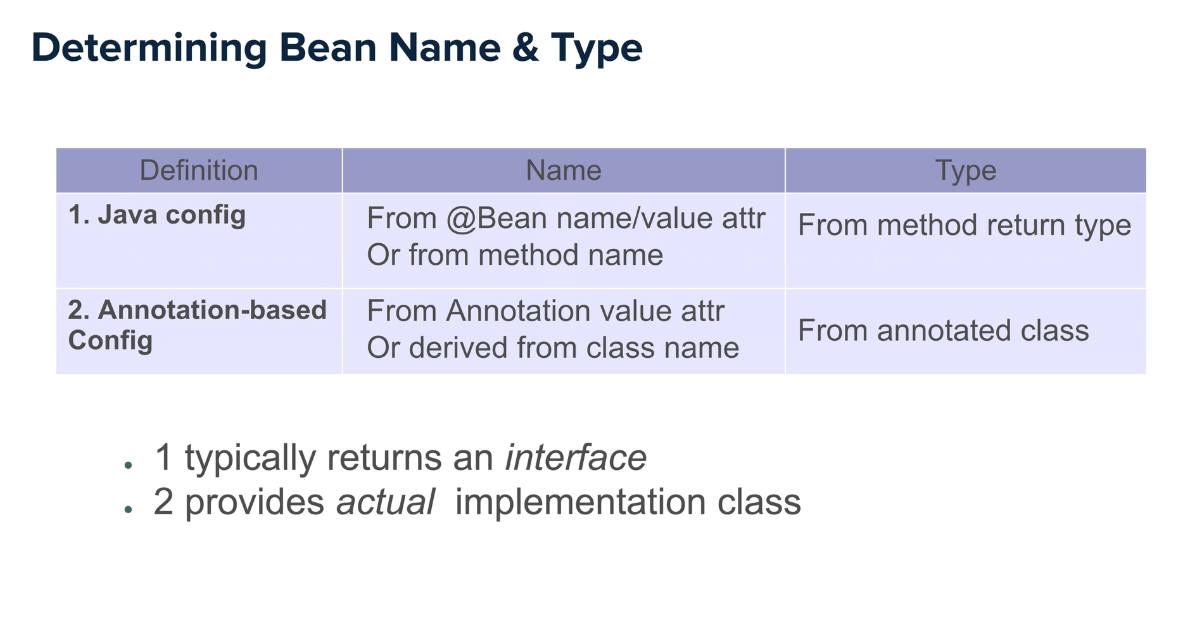 Determining Bean Name & Type
Definition
Name
Type
1. Java config
From @Bean name/value attr
Or from method name
From method return type
2. Annotation-based
Config
From Annotation value attr
Or derived from class name
From annotated class
• 1 typically returns an interface
• 2 provides actual implementation class